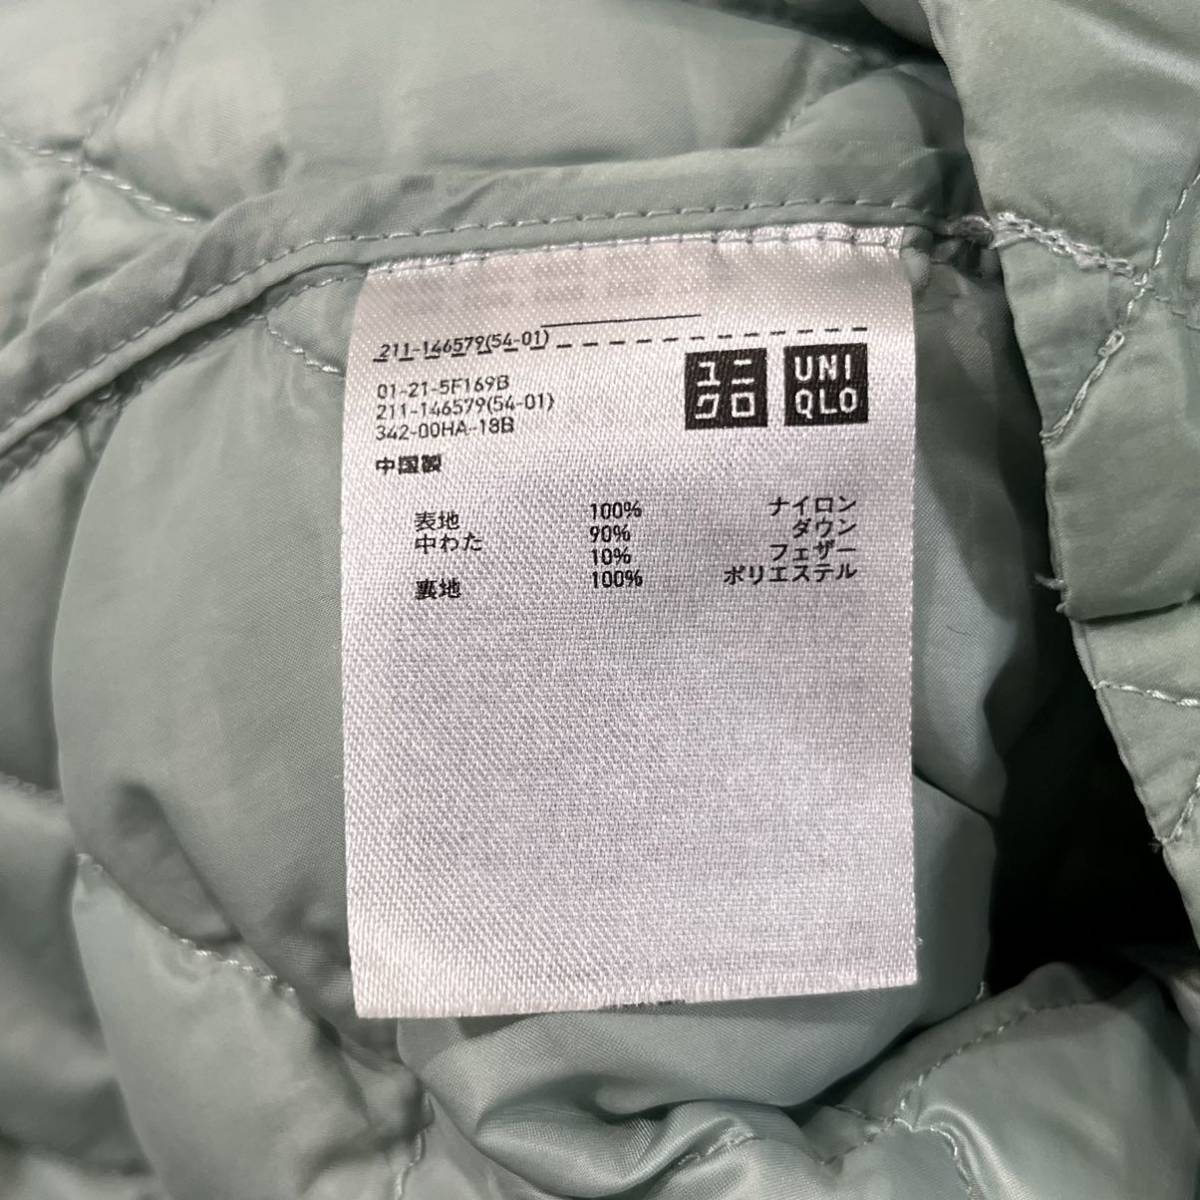 211-146579(54-01)
01-21-5F169B
211-146579(54-01)
342-00HA-18B
中国製
ユニ
クロ
UNI
QLO
表地 100% ナイロン
中わた 90% ダウン
10% フェザー
裏地 100% ポリエステル